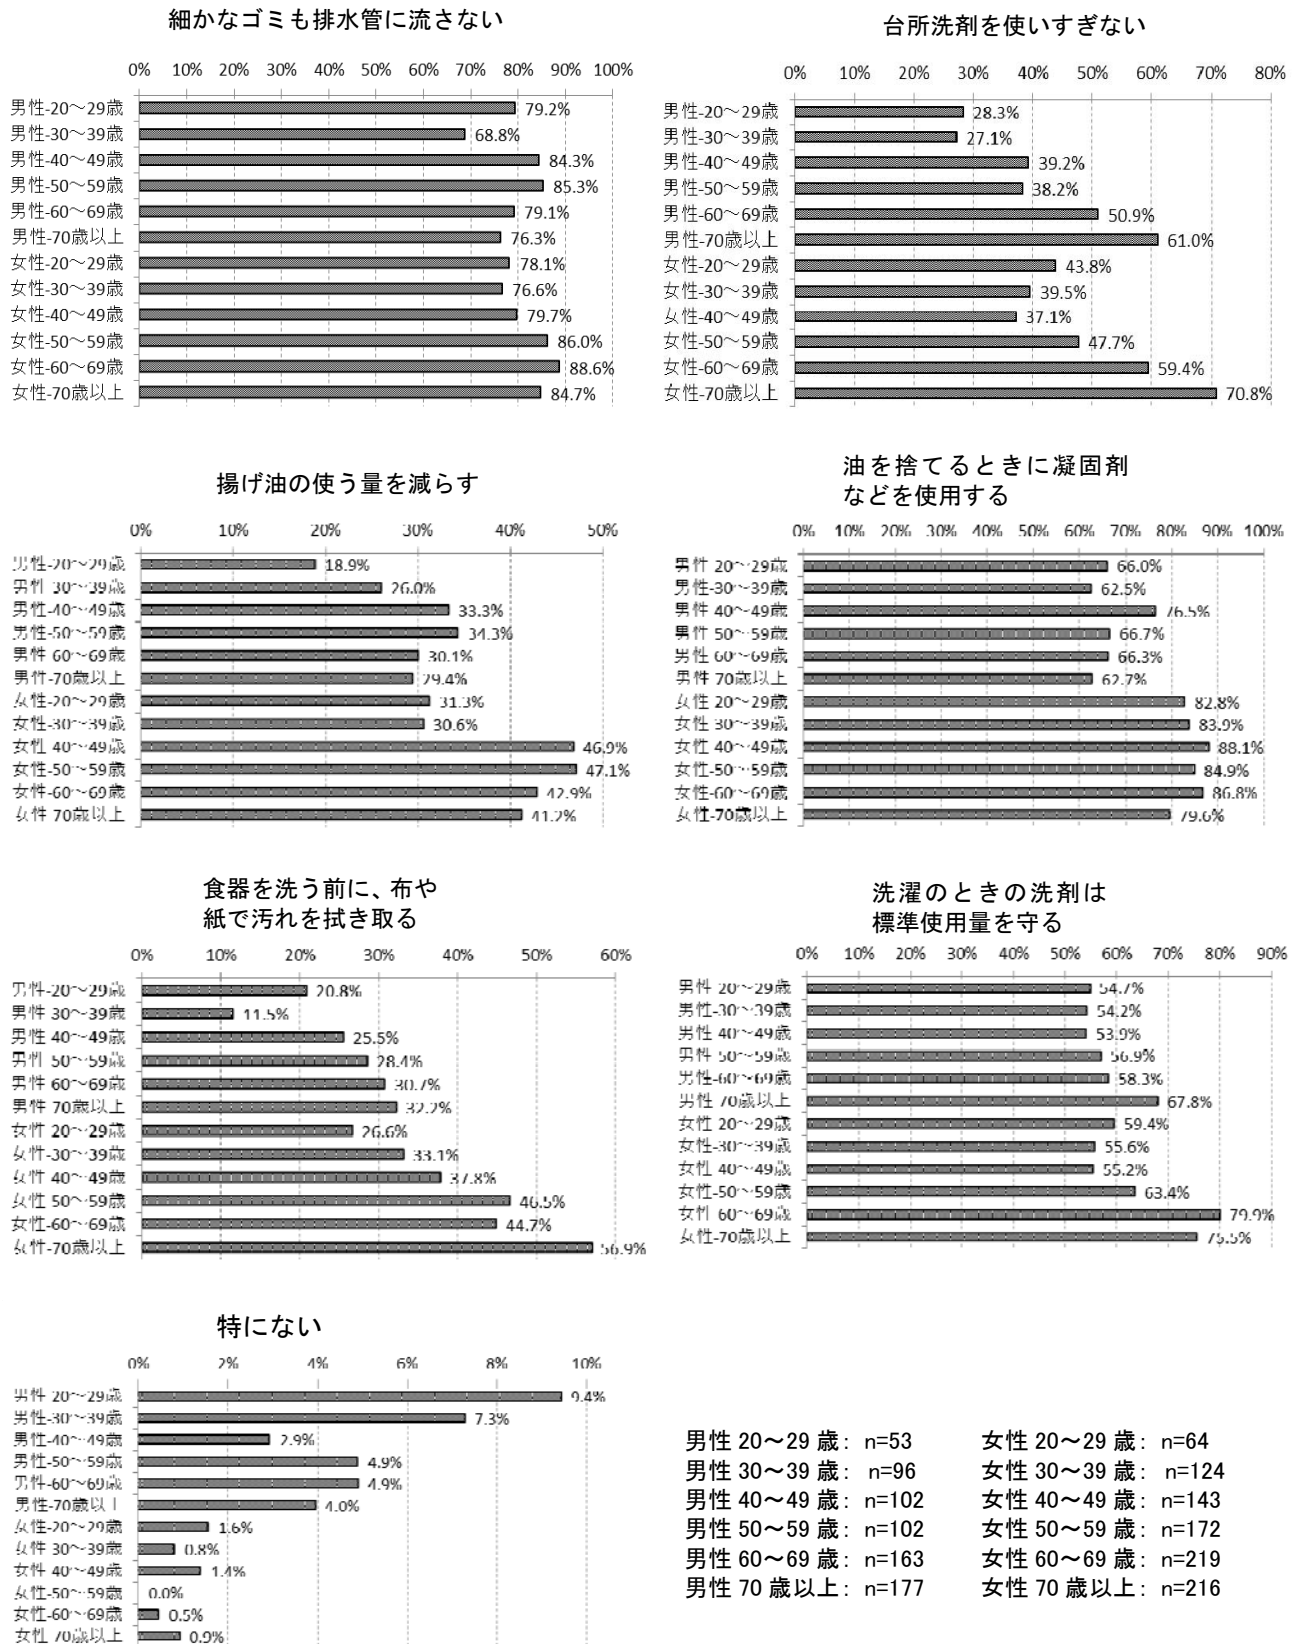 細かなゴミも排水管に流さない
0% 10% 20% 30% 40% 50% 60% 70% 80% 90% 100%
男性-20～29歳 79.2%
男性-30～39歳 68.8%
男性-40～49歳 84.3%
男性-50～59歳 85.3%
男性-60～69歳 79.1%
男性-70歳以上 76.3%
女性-20～29歳 78.1%
女性-30～39歳 76.6%
女性-40～49歳 79.7%
女性-50～59歳 86.0%
女性-60～69歳 88.6%
女性-70歳以上 84.7%
台所洗剤を使いすぎない
0% 10% 20% 30% 40% 50% 60% 70% 80%
男性-20～29歳 28.3%
男性-30～39歳 27.1%
男性-40～49歳 39.2%
男性-50～59歳 38.2%
男性-60～69歳 50.9%
男性-70歳以上 61.0%
女性-20～29歳 43.8%
女性-30～39歳 39.5%
女性-40～49歳 37.1%
女性-50～59歳 47.7%
女性-60～69歳 59.4%
女性-70歳以上 70.8%
揚げ油の使う量を減らす
0% 10% 20% 30% 40% 50%
男性-20～29歳 18.9%
男性 30～39歳 26.0%
男性-40～49歳 33.3%
男性-50～59歳 34.3%
男性 60～69歳 30.1%
男性-70歳以上 29.4%
女性-20～29歳 31.3%
女性-30～39歳 30.6%
女性 40～49歳 46.9%
女性-50～59歳 47.1%
女性-60～69歳 42.9%
女性 70歳以上 41.2%
油を捨てるときに凝固剤
などを使用する
0% 10% 20% 30% 40% 50% 60% 70% 80% 90% 100%
男性 20～29歳 66.0%
男性-30～39歳 62.5%
男性 40～49歳 76.5%
男性 50～59歳 66.7%
男性 60～69歳 66.3%
男性 70歳以上 62.7%
女性 20～29歳 82.8%
女性 30～39歳 83.9%
女性 40～49歳 88.1%
女性-50～59歳 84.9%
女性-60～69歳 86.8%
女性-70歳以上 79.6%
食器を洗う前に、布や
紙で汚れを拭き取る
0% 10% 20% 30% 40% 50% 60%
男性-20～29歳 20.8%
男性 30～39歳 11.5%
男性 40～49歳 25.5%
男性 50～59歳 28.4%
男性 60～69歳 30.7%
男性 70歳以上 32.2%
女性 20～29歳 26.6%
女性-30～39歳 33.1%
女性 40～49歳 37.8%
女性 50～59歳 46.5%
女性-60～69歳 44.7%
女性-70歳以上 56.9%
洗濯のときの洗剤は
標準使用量を守る
0% 10% 20% 30% 40% 50% 60% 70% 80% 90%
男性 20～29歳 54.7%
男性-30～39歳 54.2%
男性 40～49歳 53.9%
男性 50～59歳 56.9%
男性-60～69歳 58.3%
男性 70歳以上 67.8%
女性 20～29歳 59.4%
女性-30～39歳 55.6%
女性 40～49歳 55.2%
女性-50～59歳 63.4%
女性 60～69歳 79.9%
女性-70歳以上 75.5%
特にない
0% 2% 4% 6% 8% 10%
男性 20～29歳 9.4%
男性-30～39歳 7.3%
男性-40～49歳 2.9%
男性-50～59歳 4.9%
男性-60～69歳 4.9%
男性-70歳以上 4.0%
女性-20～29歳 1.6%
女性 30～39歳 0.8%
女性 40～49歳 1.4%
女性-50～59歳 0.0%
女性-60～69歳 0.5%
女性 70歳以上 0.9%
男性 20～29 歳： n=53 女性 20～29 歳： n=64
男性 30～39 歳： n=96 女性 30～39 歳： n=124
男性 40～49 歳： n=102 女性 40～49 歳： n=143
男性 50～59 歳： n=102 女性 50～59 歳： n=172
男性 60～69 歳： n=163 女性 60～69 歳： n=219
男性 70 歳以上： n=177 女性 70 歳以上： n=216